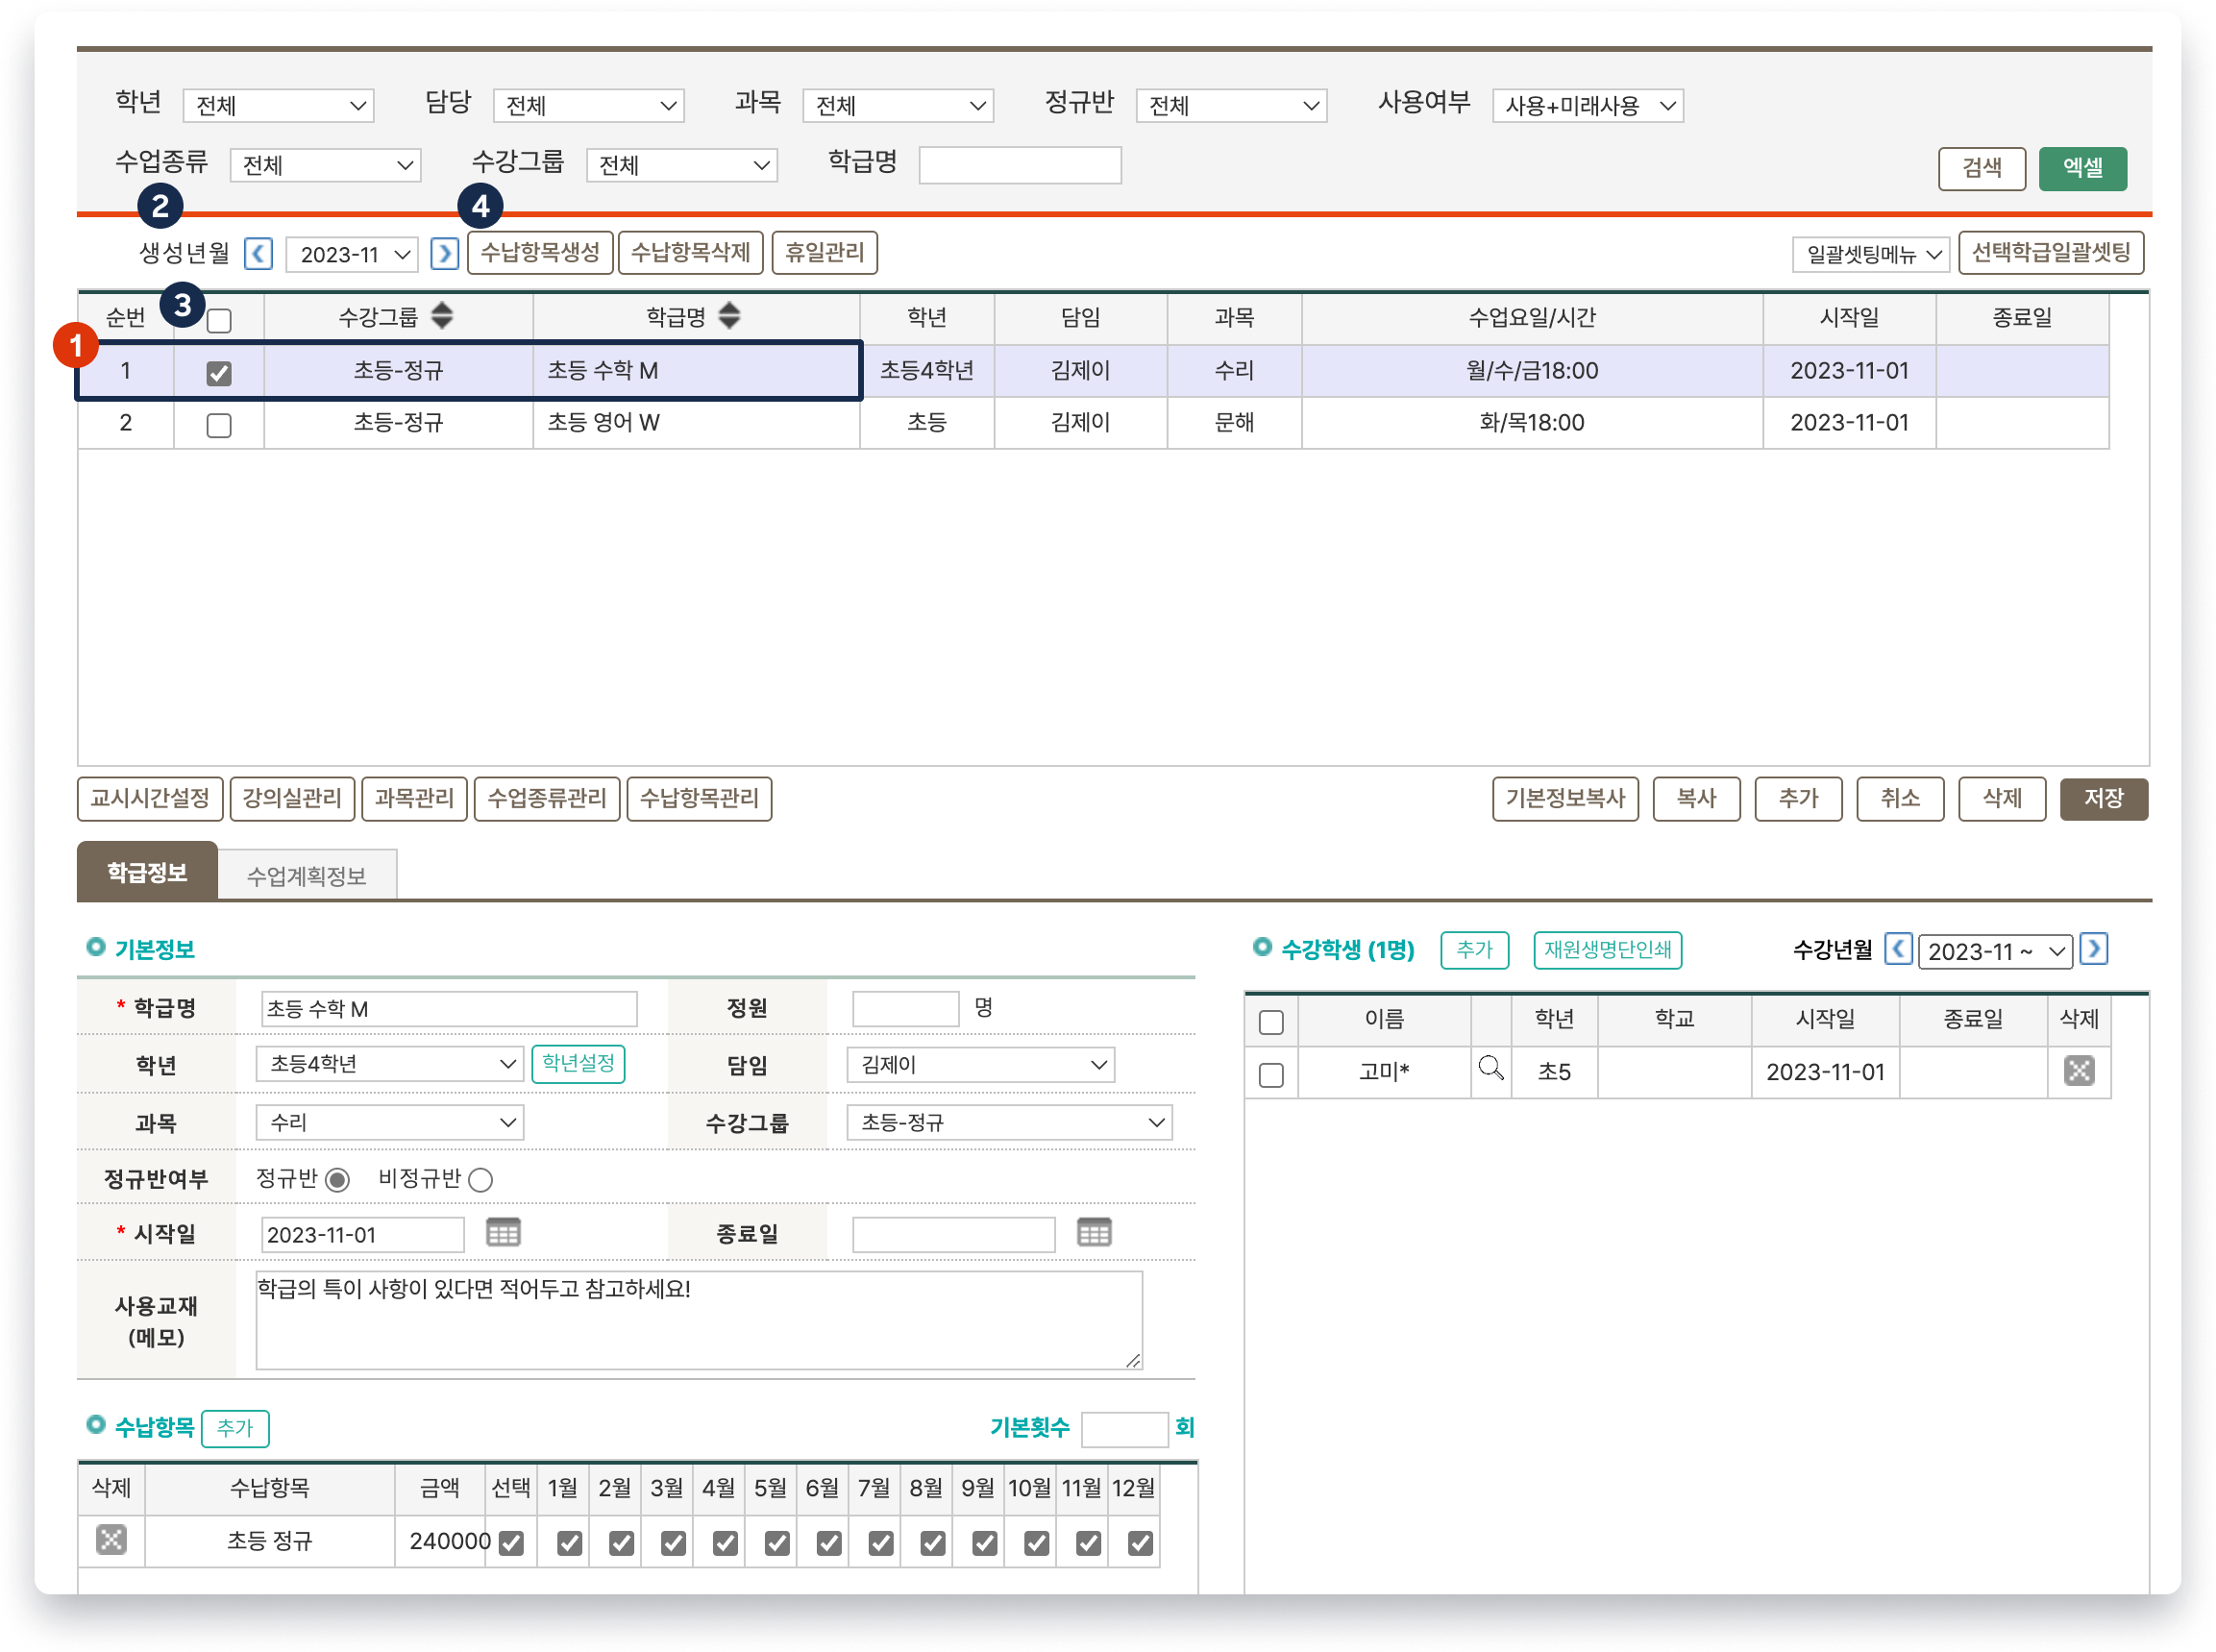 학년 전체 담당 전체 과목 전체 정규반 전체 사용여부 사용+미래사용
수업종류 전체 수강그룹 전체 학급명 검색 엑셀
2 4
생성년월 2023-11 수납항목생성 수납항목삭제 휴일관리 일괄셋팅메뉴 선택학급일괄셋팅
순번 3 수강그룹 학급명 학년 담임 과목 수업요일/시간 시작일 종료일
1
1 초등-정규 초등 수학 M 초등4학년 김제이 수리 월/수/금18:00 2023-11-01
2 초등-정규 초등 영어 W 초등 김제이 문해 화/목18:00 2023-11-01
교시시간설정 강의실관리 과목관리 수업종류관리 수납항목관리 기본정보복사 복사 추가 취소 삭제 저장
학급정보 수업계획정보
기본정보
* 학급명 초등 수학 M 정원 명
학년 초등4학년 학년설정 담임 김제이
과목 수리 수강그룹 초등-정규
정규반여부 정규반 비정규반
* 시작일 2023-11-01 종료일
사용교재
(메모)
학급의 특이 사항이 있다면 적어두고 참고하세요!
수납항목 추가 기본횟수 회
삭제 수납항목 금액 선택 1월 2월 3월 4월 5월 6월 7월 8월 9월 10월 11월 12월
초등 정규 240000
수강학생 (1명) 추가 재원생명단인쇄 수강년월 2023-11 ~
이름 학년 학교 시작일 종료일 삭제
고미* 초5 2023-11-01